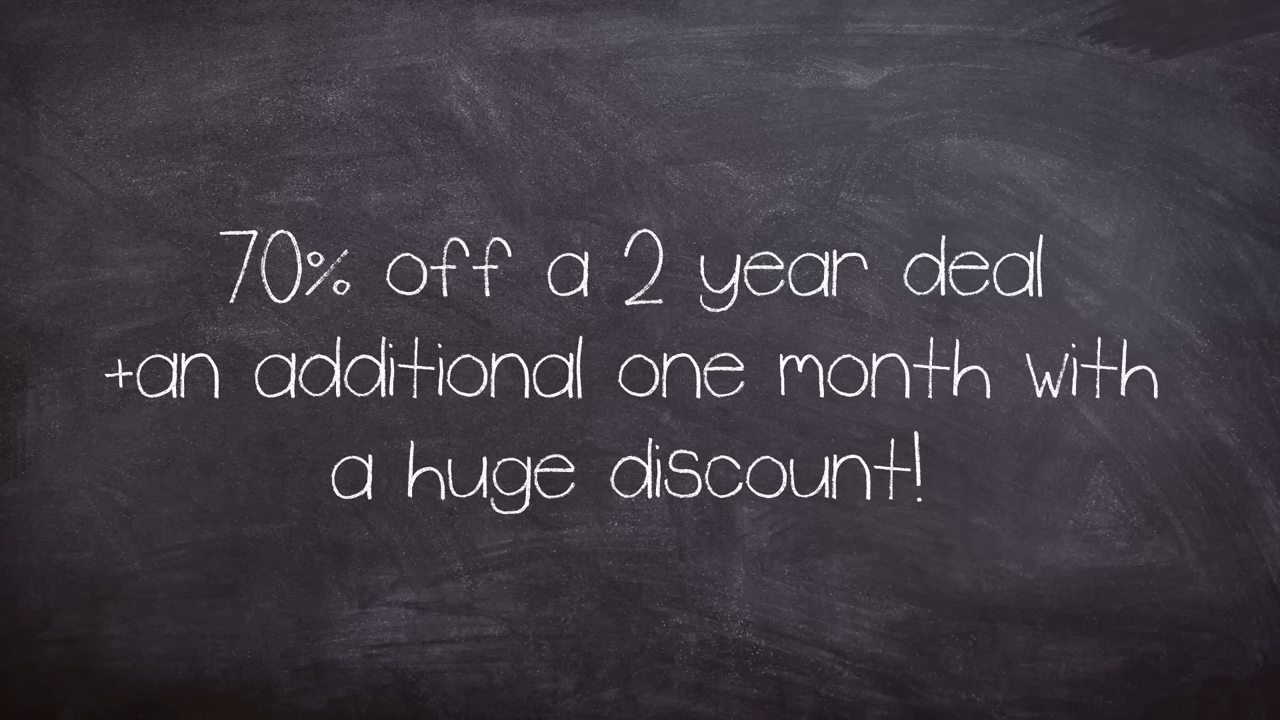 70% off a 2 year deal
+an additional one month with
a huge discount!